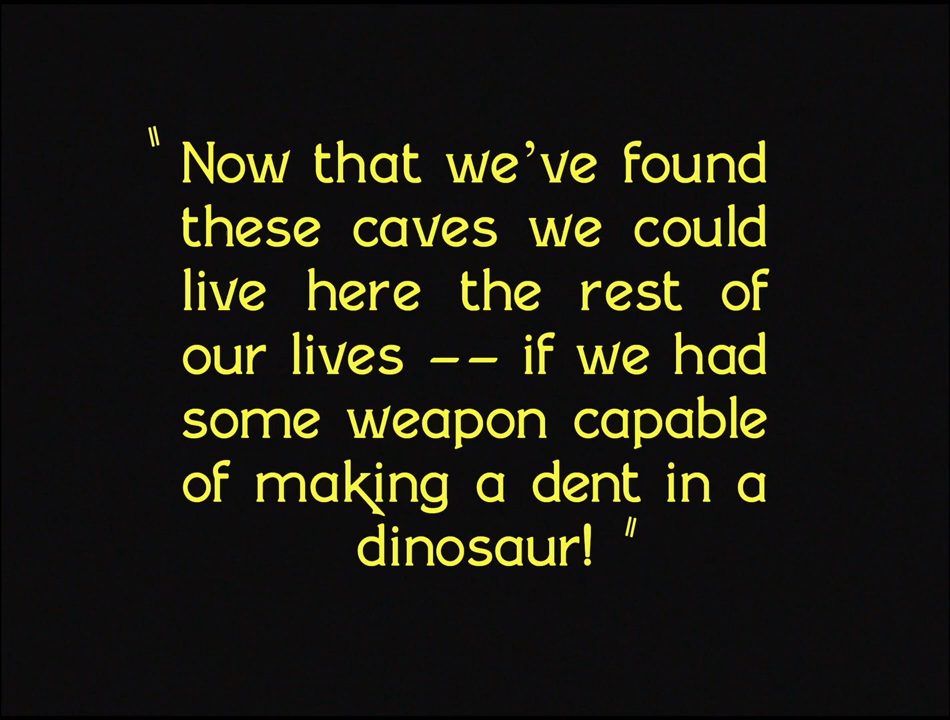 " Now that we've found
these caves we could
live here the rest of
our lives -- if we had
some weapon capable
of making a dent in a
dinosaur! "